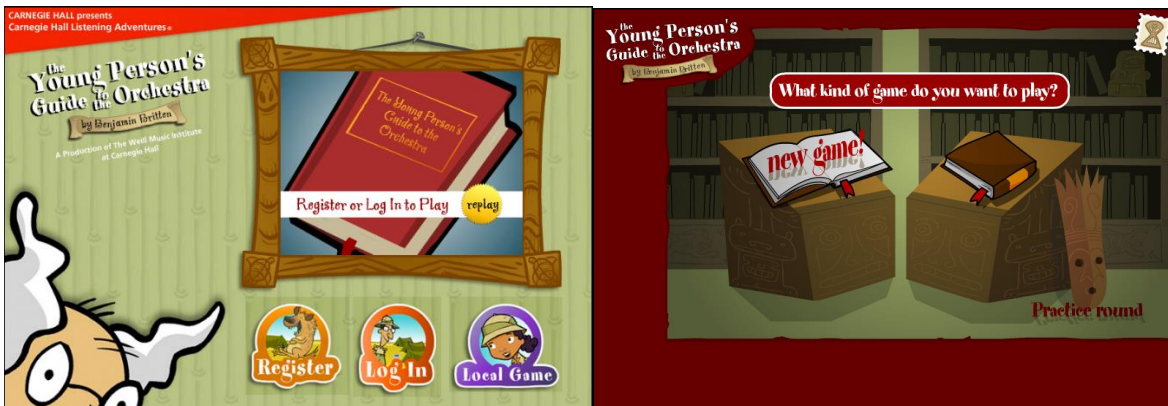 CARNEGIE HALL presents
Carnegie Hall Listening Adventures®
the
Young Person's
Guide to the Orchestra
by Benjamin Britten
A Production of The Weill Music Institute
at Carnegie Hall
The Young Person's
Guide to the
Orchestra
Register or Log In to Play
replay
Register
Log In
Local Game
the
Young Person's
Guide to the Orchestra
by Benjamin Britten
What kind of game do you want to play?
new game!
Practice round